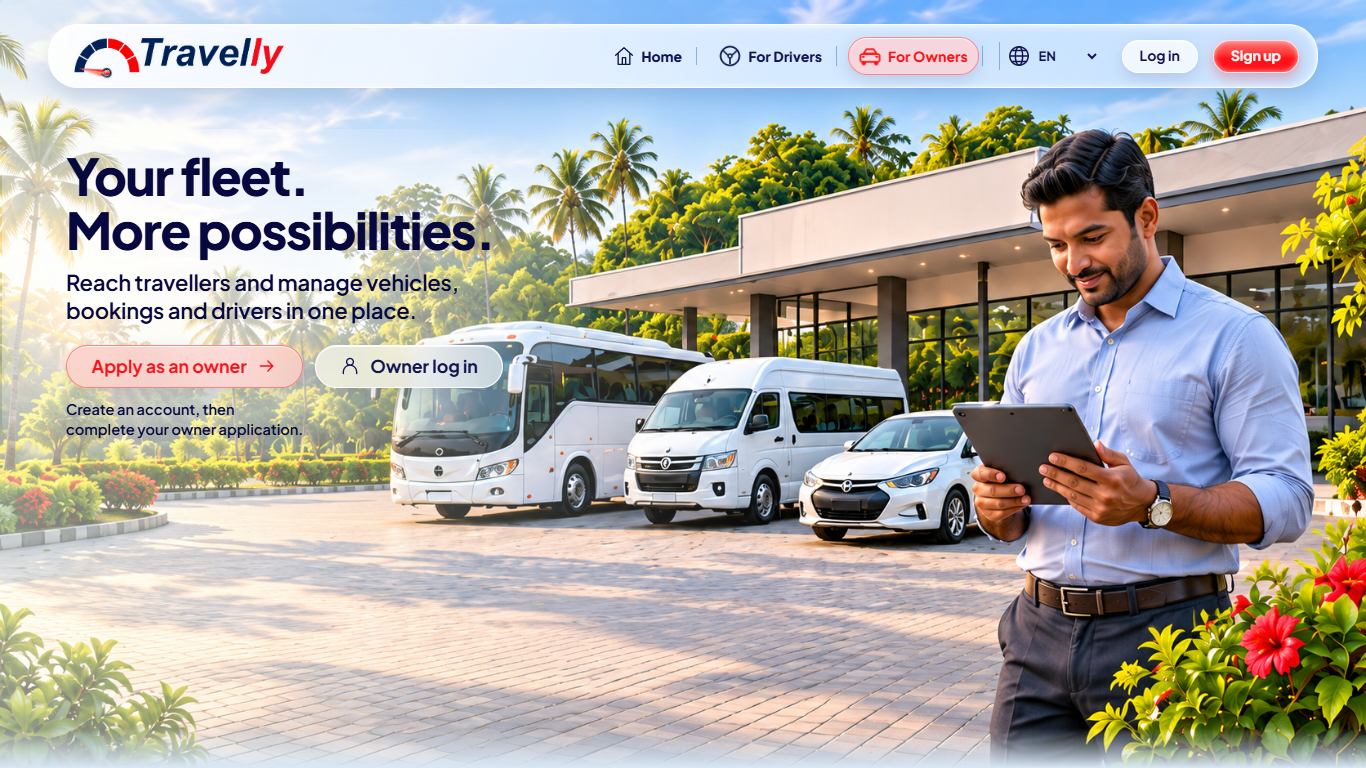 Travelly
Home
For Drivers
For Owners
EN
Log in
Sign up
Your fleet.
More possibilities.
Reach travellers and manage vehicles,
bookings and drivers in one place.
Apply as an owner →
Owner log in
Create an account, then
complete your owner application.